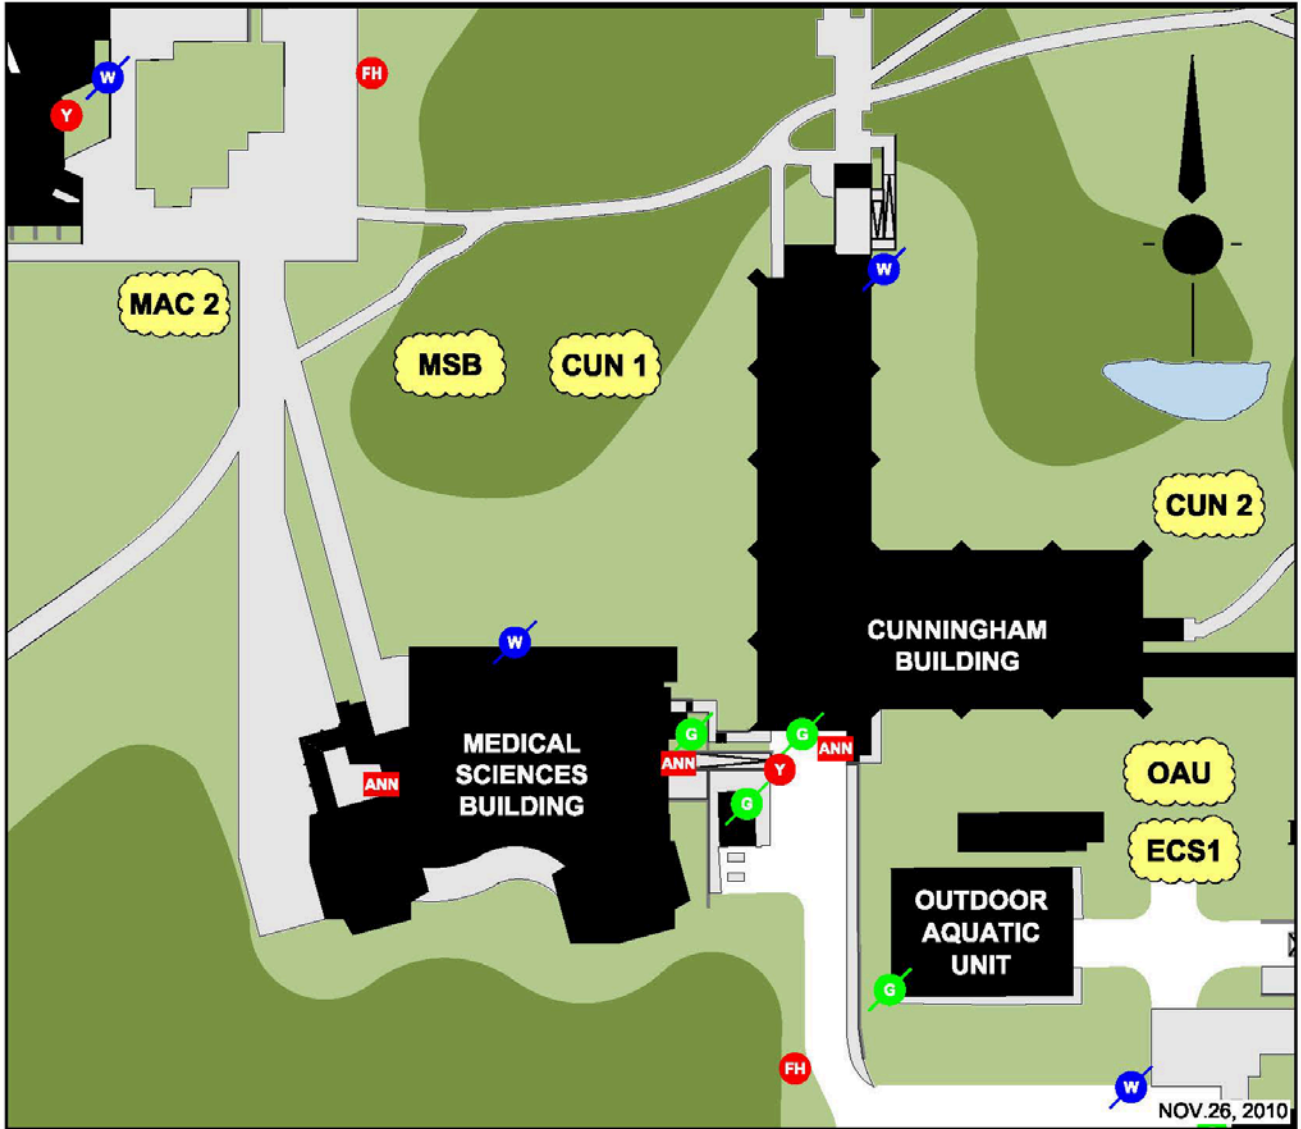 W
FH
Y
W
MAC 2
MSB
CUN 1
CUN 2
CUNNINGHAM
BUILDING
W
G
G
ANN
MEDICAL
SCIENCES
BUILDING
ANN
Y
ANN
G
OAU
ECS1
OUTDOOR
AQUATIC
UNIT
G
FH
W
NOV.26, 2010